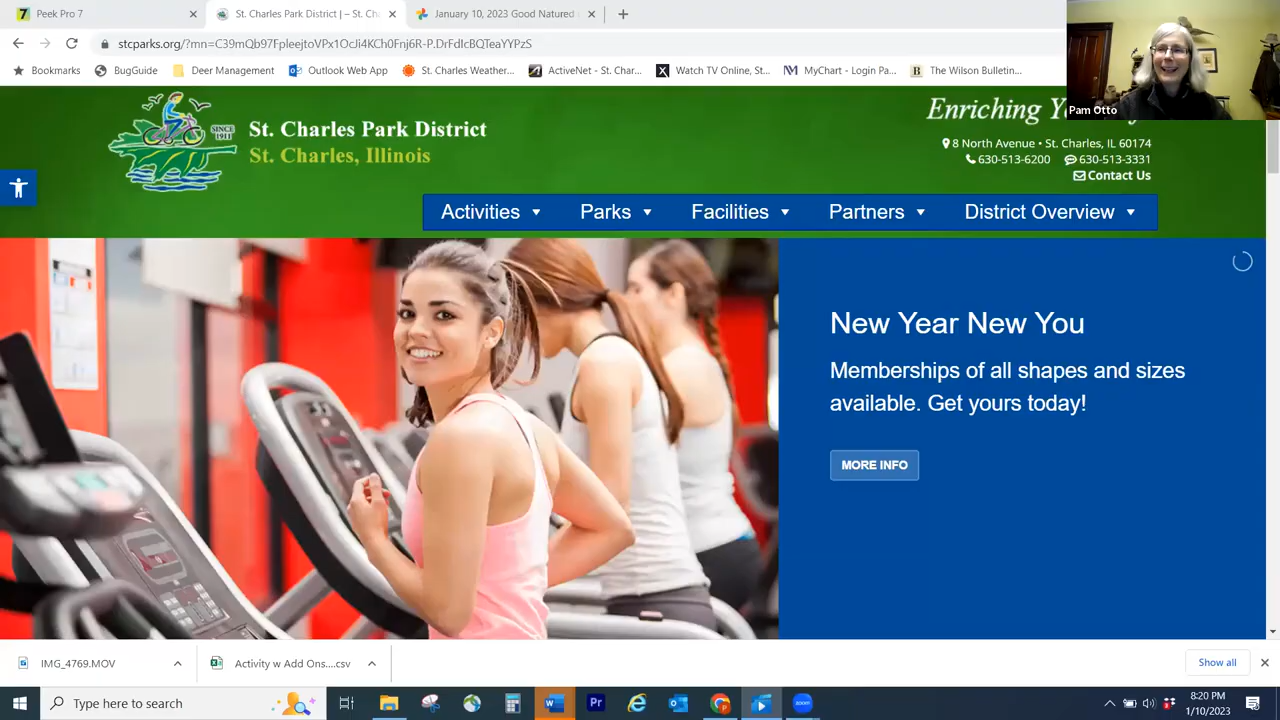 Peek Pro 7
St. Charles Park District | – St. Ch
January 10, 2023 Good Natured
stcparks.org/?mn=C39mQb97FpleejtoVPx1OcJi4XCh0Fnj6R-P.DrFdIcBQTeaYYPzS
Bookmarks
BugGuide
Deer Management
Outlook Web App
St. Charles Weather...
ActiveNet - St. Char...
Watch TV Online, St...
MyChart - Login Pa...
The Wilson Bulletin...
Pam Otto
SINCE
1911
St. Charles Park District
St. Charles, Illinois
Enriching
8 North Avenue • St. Charles, IL 60174
630-513-6200
630-513-3331
Contact Us
Activities
Parks
Facilities
Partners
District Overview
New Year New You
Memberships of all shapes and sizes
available. Get yours today!
MORE INFO
IMG_4769.MOV
Activity w Add Ons....csv
Show all
Type here to search
8:20 PM
1/10/2023